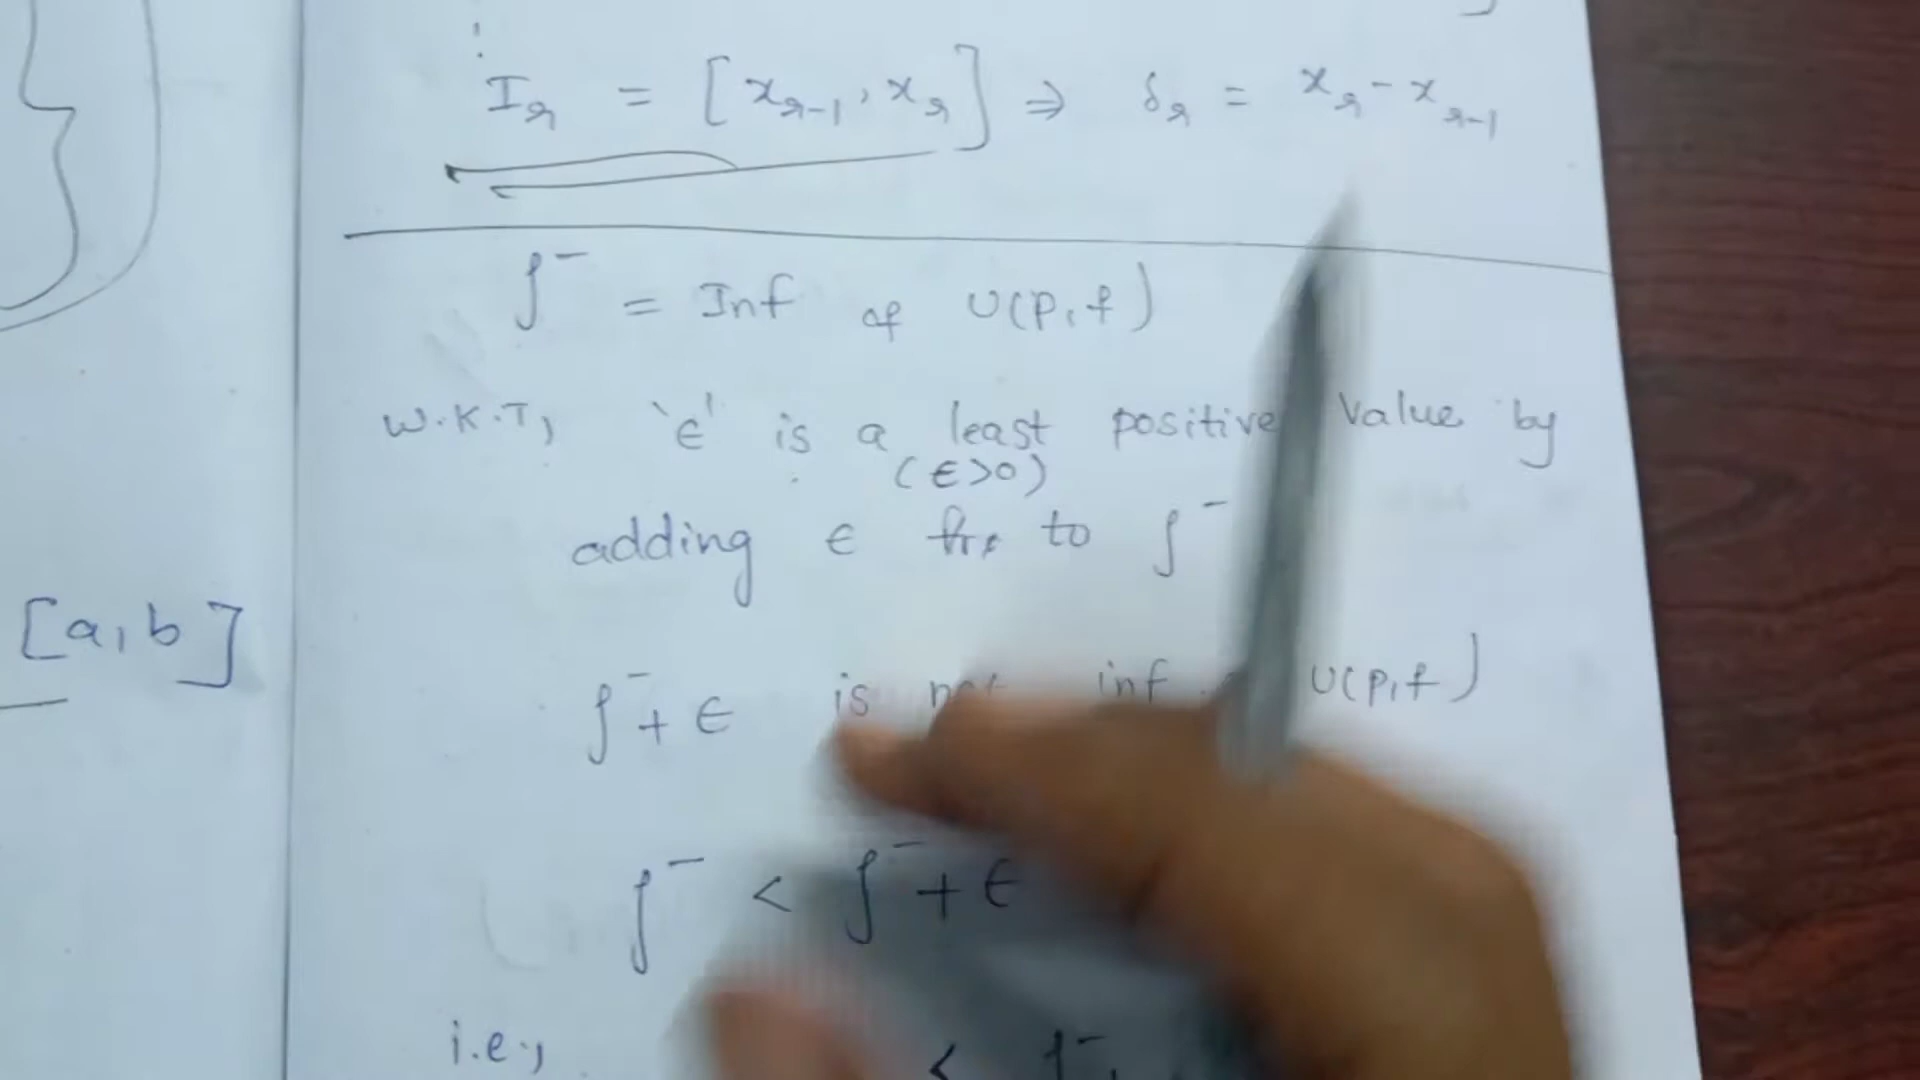 I_r = [x_{r-1}, x_r] ⇒ δ_r = x_r - x_{r-1}
∫⁻ = Inf of U(P, f)
W.K.T, 'ϵ' is a least positive value by
(ϵ>0)
adding ϵ to ∫⁻
[a, b]
∫⁻ + ϵ is not inf U(P, f)
∫⁻ < ∫⁻ + ϵ
i.e., <